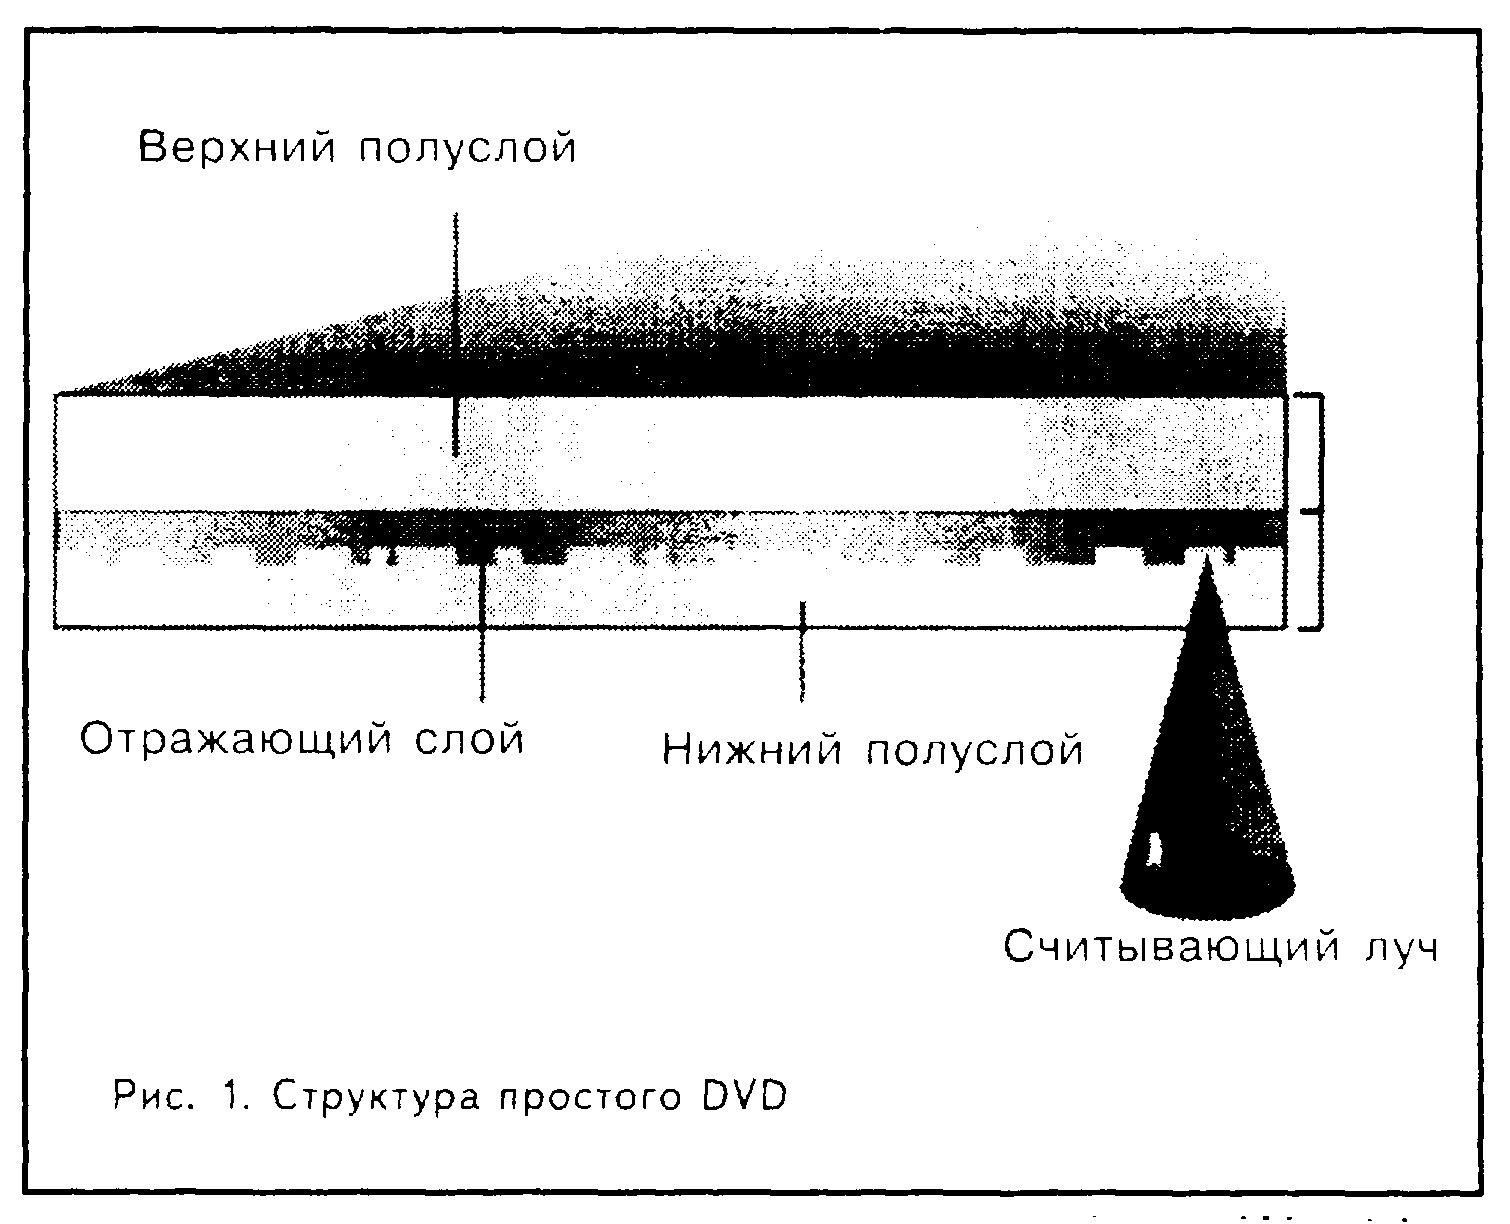 Верхний полуслой
Отражающий слой
Нижний полуслой
Считывающий луч
Рис. 1. Структура простого DVD